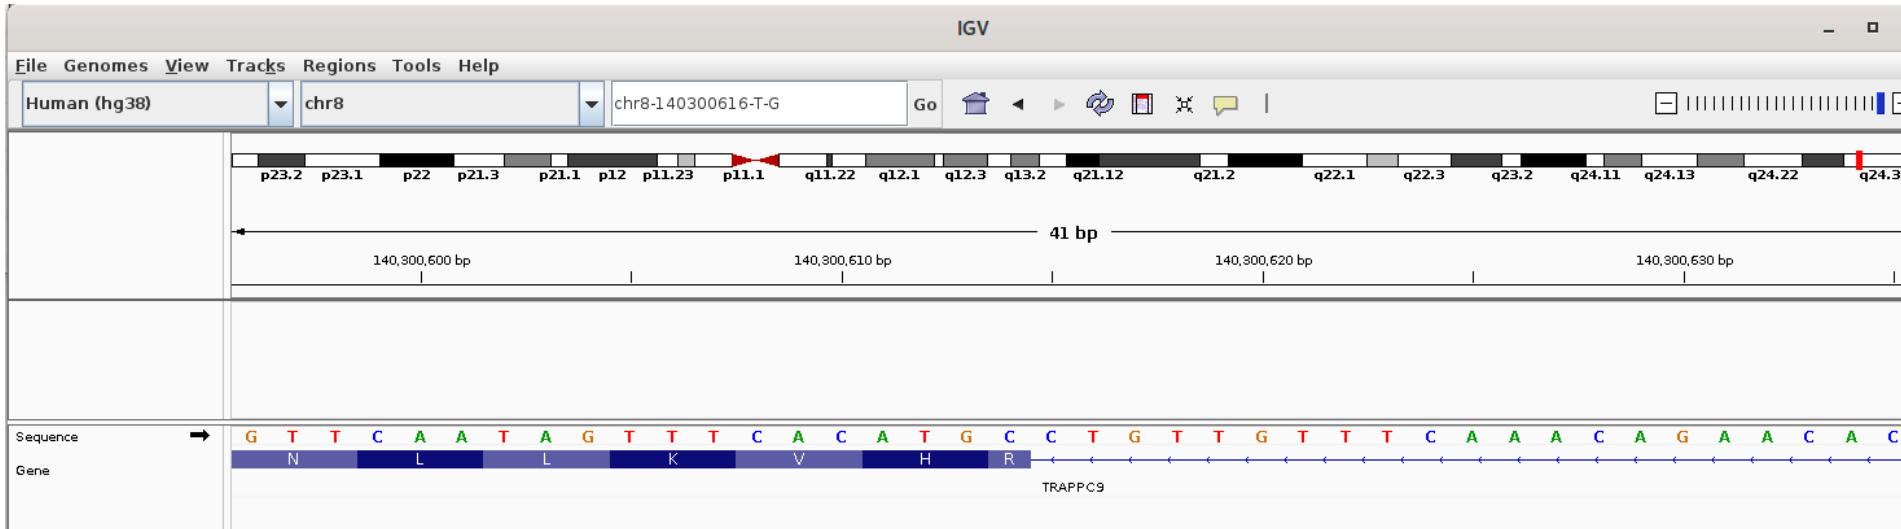 IGV
File Genomes View Tracks Regions Tools Help
Human (hg38) chr8 chr8-140300616-T-G Go
p23.2 p23.1 p22 p21.3 p21.1 p12 p11.23 p11.1 q11.22 q12.1 q12.3 q13.2 q21.12 q21.2 q22.1 q22.3 q23.2 q24.11 q24.13 q24.22 q24.3
41 bp
140,300,600 bp 140,300,610 bp 140,300,620 bp 140,300,630 bp
Sequence G T T C A A T A G T T T C A C A T G C C T G T T G T T T C A A A C A G A A C A C
Gene N L L K V H R
TRAPPC9